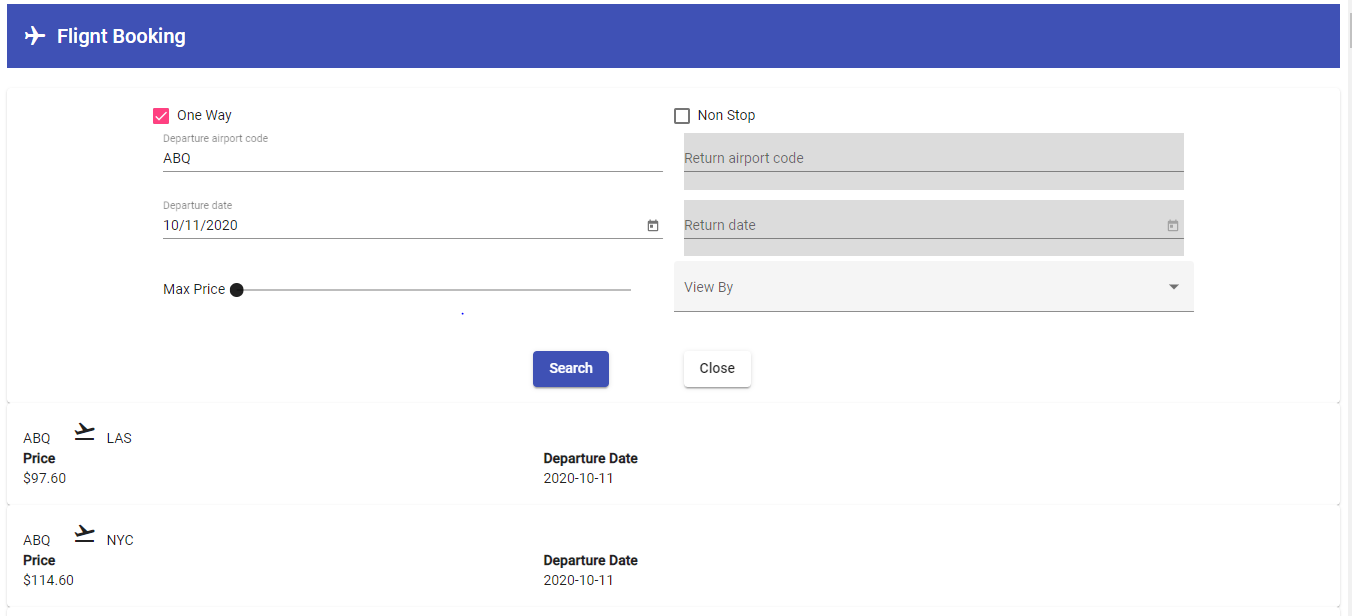 Flignt Booking
One Way
Non Stop
Departure airport code
ABQ
Return airport code
Departure date
10/11/2020
Return date
Max Price
View By
Search
Close
ABQ LAS
Price
Departure Date
$97.60
2020-10-11
ABQ NYC
Price
Departure Date
$114.60
2020-10-11